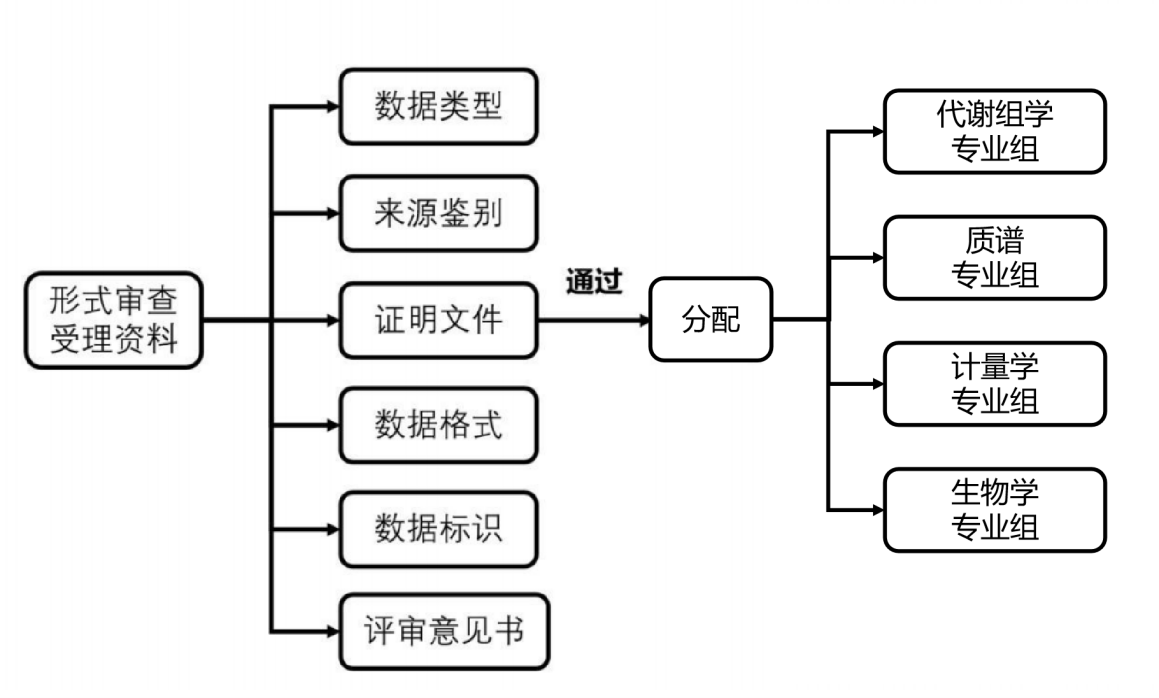 形式审查
受理资料
数据类型
来源鉴别
证明文件
数据格式
数据标识
评审意见书
通过
分配
代谢组学
专业组
质谱
专业组
计量学
专业组
生物学
专业组